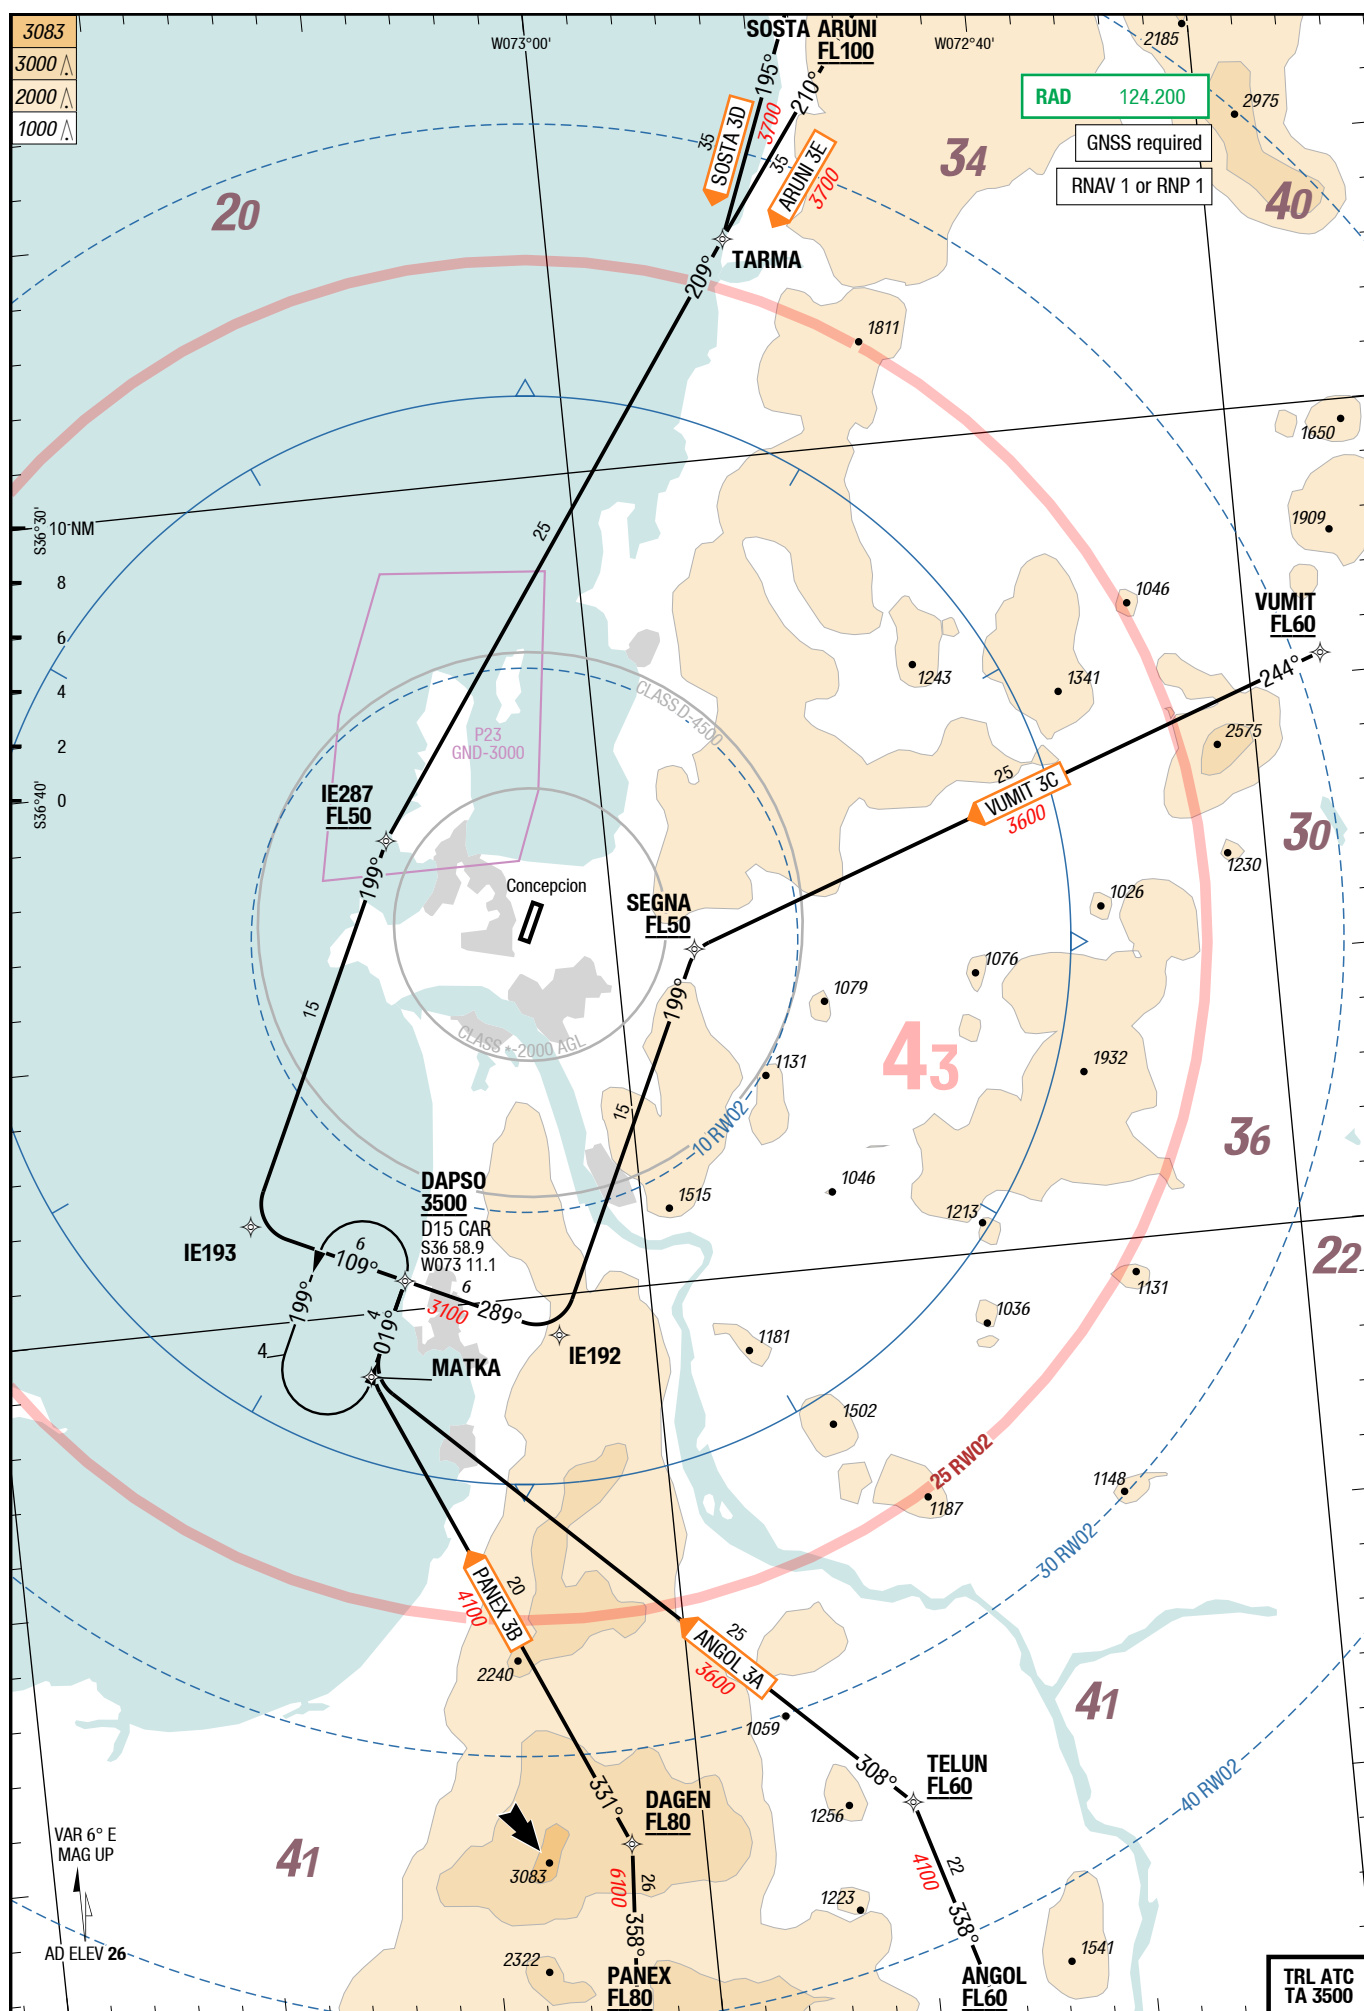 3083
3000
2000
1000
W073°00'
SOSTA ARUNI
FL100
W072°40'
2185
RAD 124.200
GNSS required
RNAV 1 or RNP 1
2975
195°
210°
35
SOSTA 3D
3700
35
ARUNI 3E
3700
34
40
20
TARMA
209°
1811
1650
1909
S36°30'
10 NM
8
6
4
2
0
S36°40'
25
1046
VUMIT
FL60
244°
1243
1341
2575
CLASS D-4500
P23
GND-3000
25
VUMIT 3C
3600
IE287
FL50
30
1230
199°
Concepcion
SEGNA
FL50
1026
199°
1076
1079
43
15
CLASS *-2000 AGL
1131
1932
15
10 RW02
36
DAPSO
3500
D15 CAR
S36 58.9
W073 11.1
1515
1046
1213
IE193
6
109°
22
199°
4
019°
6
3100
289°
1131
1036
4
1181
IE192
MATKA
1502
25 RW02
1148
1187
30 RW02
20
PANEX 3B
4100
25
ANGOL 3A
3600
2240
41
1059
308°
TELUN
FL60
40 RW02
331°
DAGEN
FL80
1256
VAR 6° E
MAG UP
41
3083
6100
26
4100
22
1223
358°
338°
AD ELEV 26
2322
1541
PANEX
FL80
ANGOL
FL60
TRL ATC
TA 3500